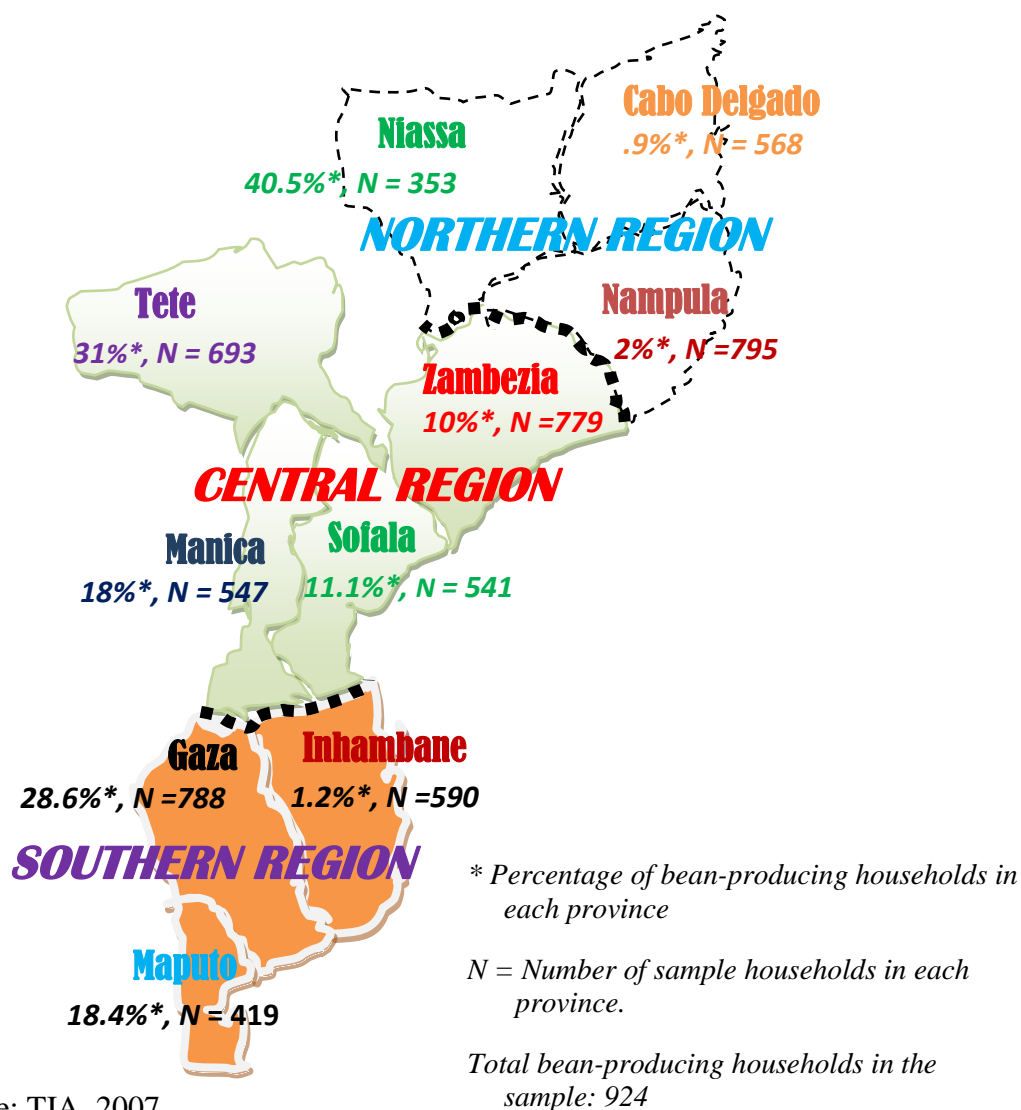 Cabo Delgado
.9%*, N = 568
Niassa
40.5%*, N = 353
NORTHERN REGION
Nampula
2%*, N =795
Tete
31%*, N = 693
Zambezia
10%*, N =779
CENTRAL REGION
Manica
18%*, N = 547
Sofala
11.1%*, N = 541
Gaza
28.6%*, N =788
Inhambane
1.2%*, N =590
SOUTHERN REGION
Maputo
18.4%*, N = 419
* Percentage of bean-producing households in
each province
N = Number of sample households in each
province.
Total bean-producing households in the
sample: 924
e: TIA, 2007